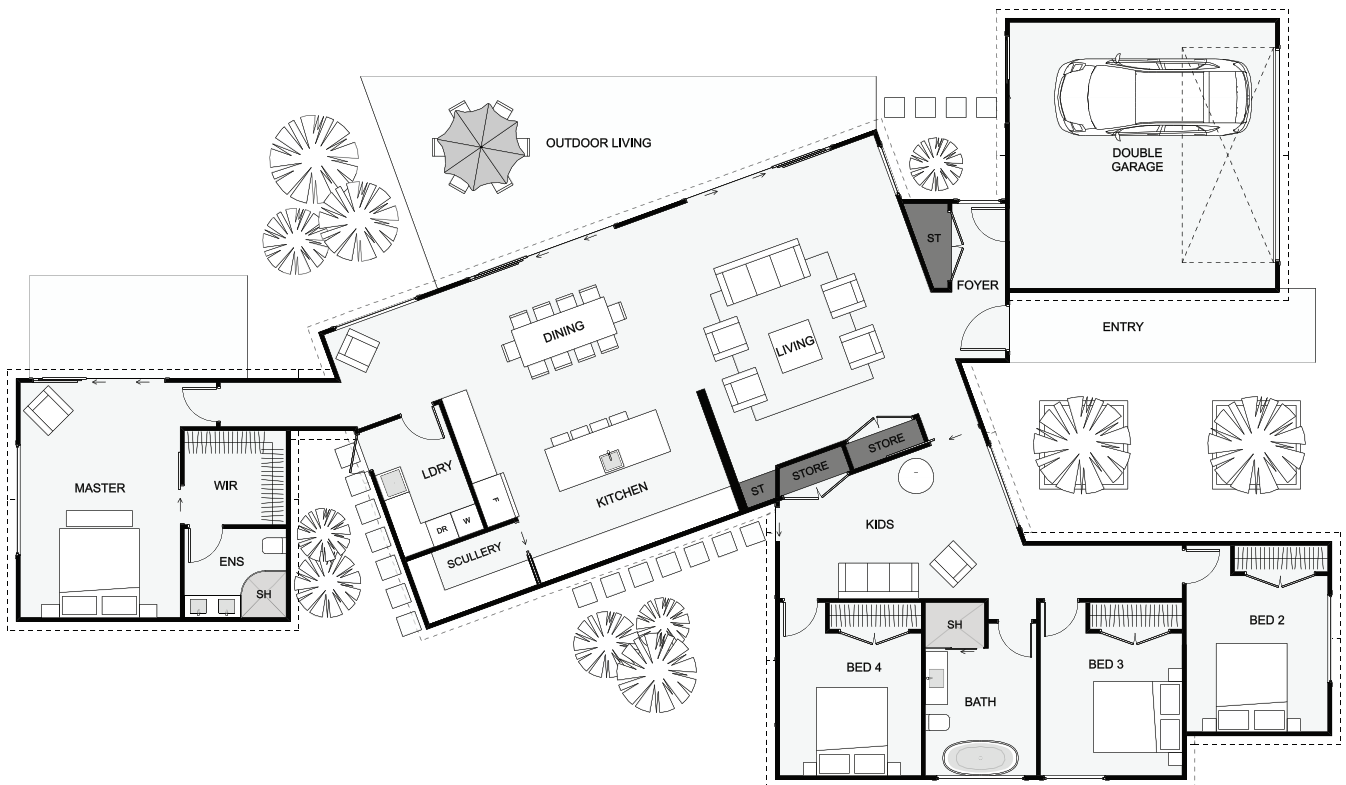 OUTDOOR LIVING
DOUBLE
GARAGE
ST
FOYER
ENTRY
DINING
LIVING
MASTER
WIR
ENS
SH
LDRY
DR
W
F
SCULLERY
KITCHEN
ST
STORE
STORE
KIDS
BED 4
SH
BATH
BED 3
BED 2